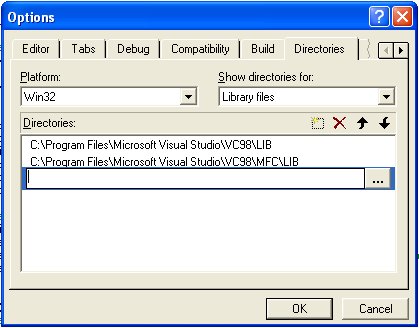 Options
Editor Tabs Debug Compatibility Build Directories
Platform: Show directories for:
Win32 Library files
Directories:
C:\Program Files\Microsoft Visual Studio\VC98\LIB
C:\Program Files\Microsoft Visual Studio\VC98\MFC\LIB
...
OK Cancel